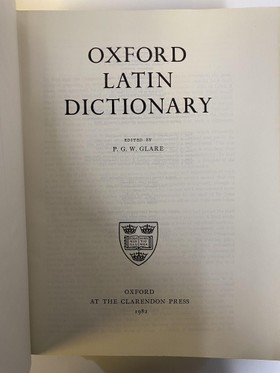 OXFORD
LATIN
DICTIONARY
EDITED BY
P. G. W. GLARE
OXFORD
AT THE CLARENDON PRESS
1982